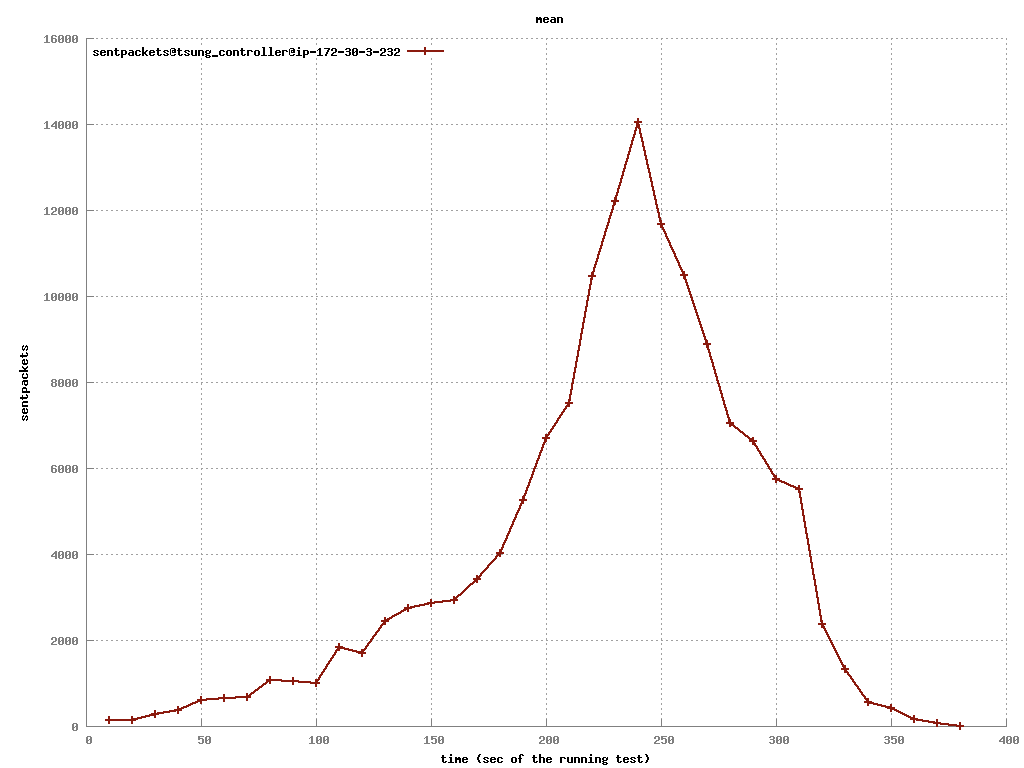 mean
16000
sentpackets@tsung_controller@ip-172-30-3-232
14000
12000
10000
8000
6000
4000
2000
0
sentpackets
0 50 100 150 200 250 300 350 400
time (sec of the running test)